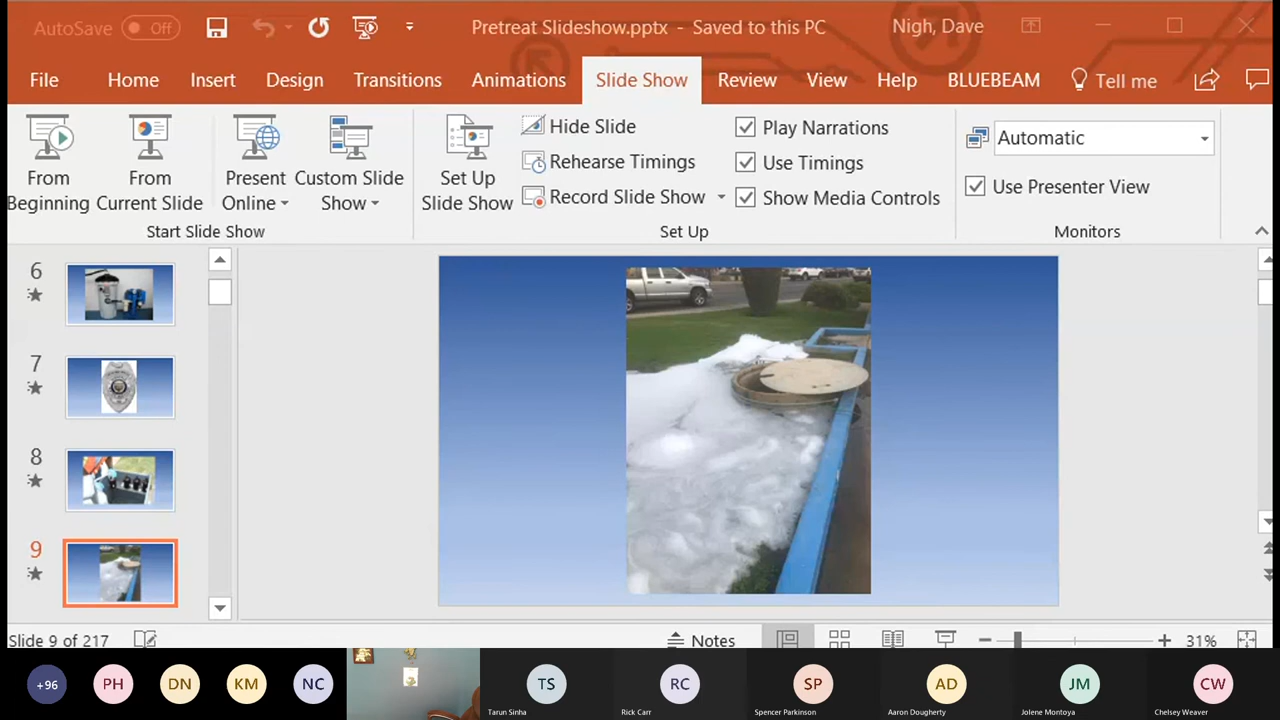 AutoSave Off Pretreat Slideshow.pptx - Saved to this PC Nigh, Dave
File Home Insert Design Transitions Animations Slide Show Review View Help BLUEBEAM Tell me
From Beginning
From Current Slide
Present Online
Custom Slide Show
Set Up Slide Show
Hide Slide
Rehearse Timings
Record Slide Show
Play Narrations
Use Timings
Show Media Controls
Automatic
Use Presenter View
Start Slide Show Set Up Monitors
6
7
8
9
Slide 9 of 217 Notes 31%
+96 PH DN KM NC TS RC SP AD JM CW
Tarun Sinha Rick Carr Spencer Parkinson Aaron Dougherty Jolene Montoya Chelsey Weaver